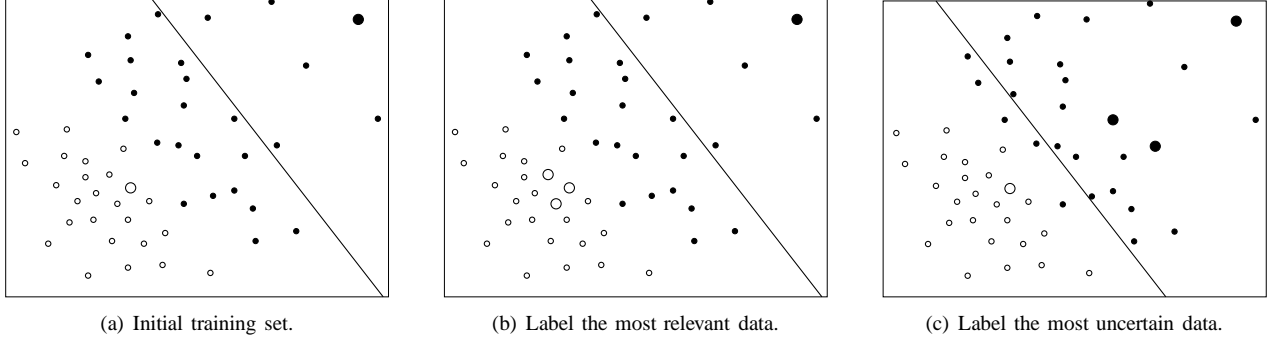 (a) Initial training set.
(b) Label the most relevant data.
(c) Label the most uncertain data.